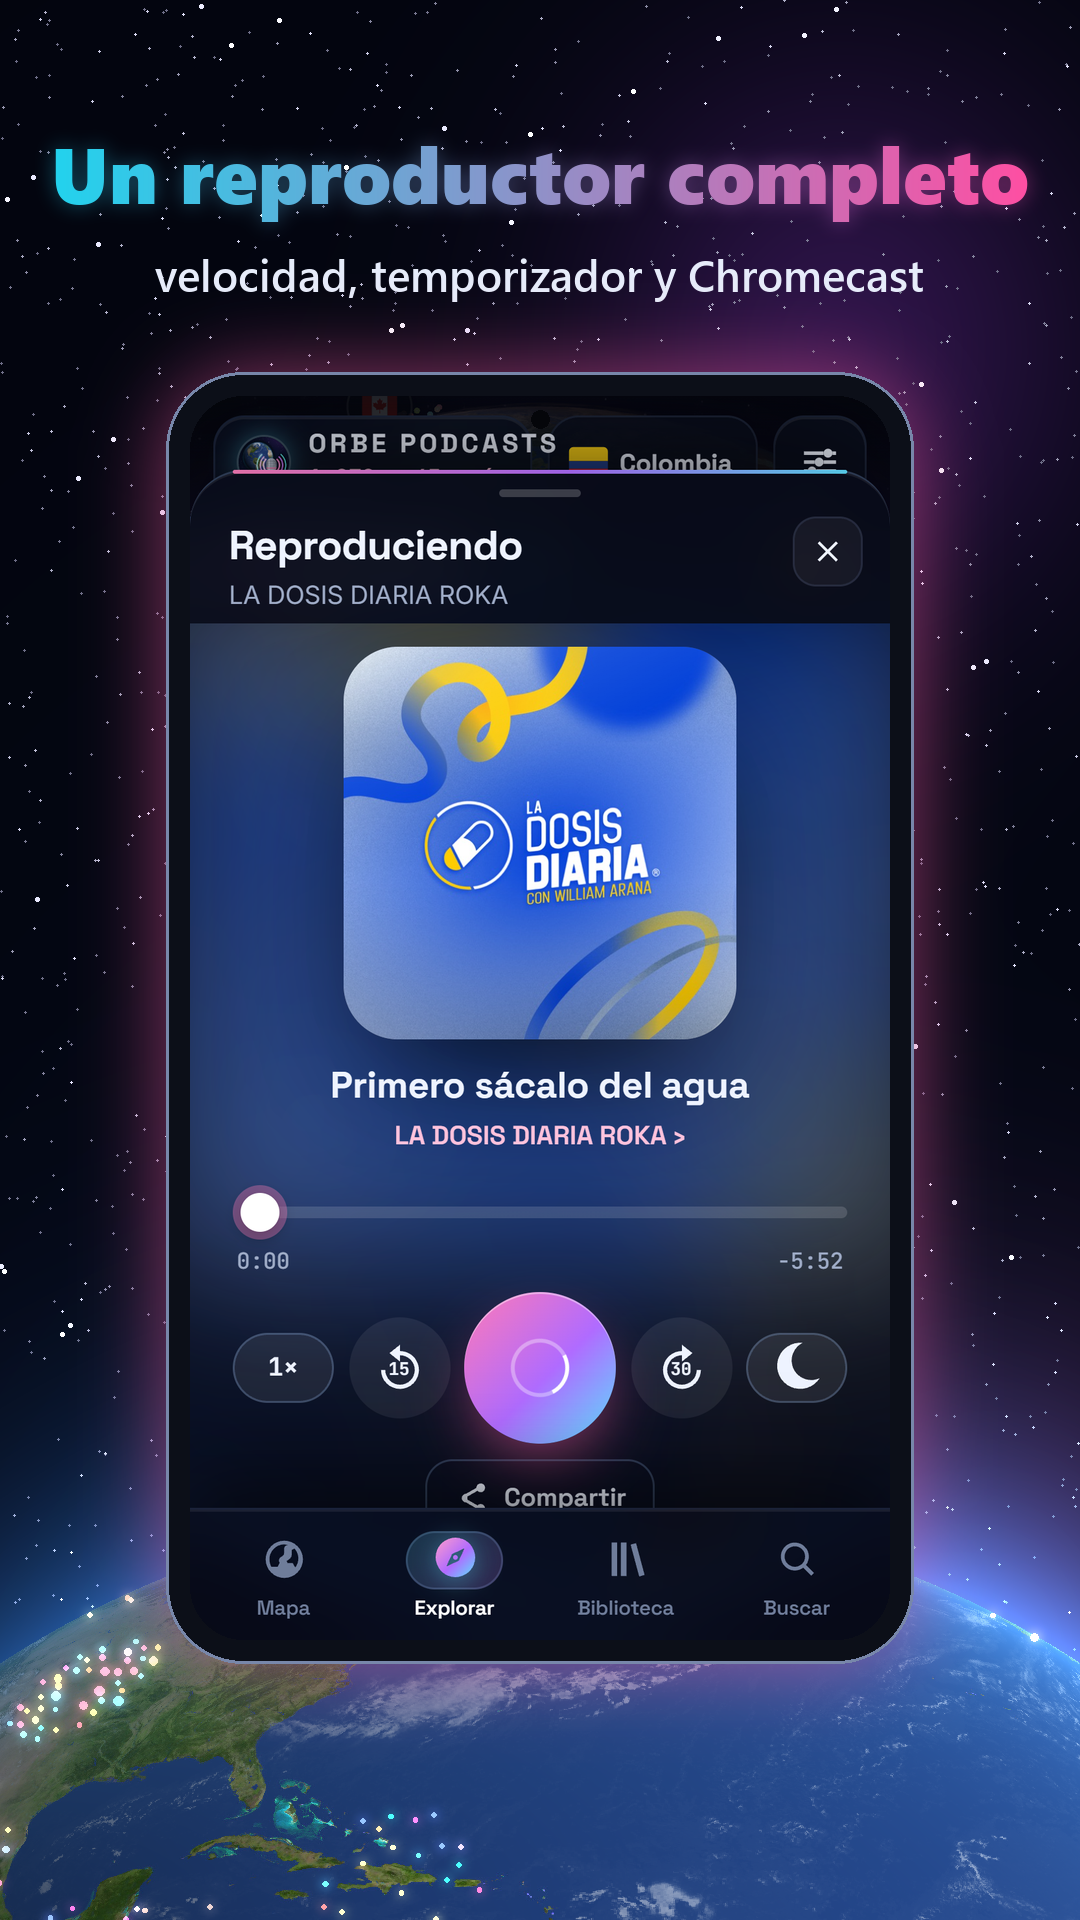 Un reproductor completo
velocidad, temporizador y Chromecast
ORBE PODCASTS
Colombia
Reproduciendo
LA DOSIS DIARIA ROKA
LA
DOSIS
DIARIA®
CON WILLIAM ARANA
Primero sácalo del agua
LA DOSIS DIARIA ROKA >
0:00 -5:52
1× 15 30
Compartir
Mapa Explorar Biblioteca Buscar